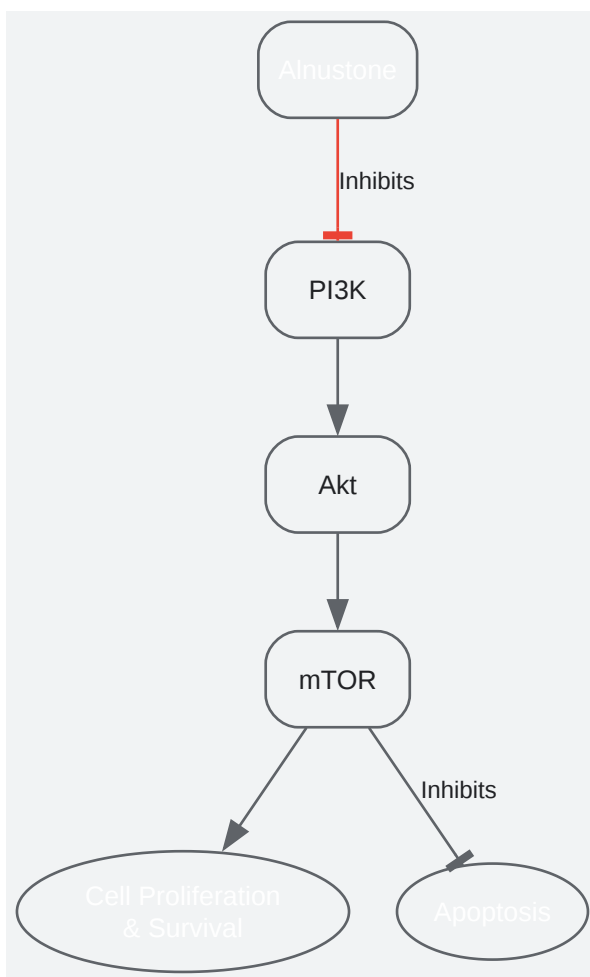 Alnustone
Inhibits
PI3K
Akt
mTOR
Inhibits
Cell Proliferation
& Survival
Apoptosis